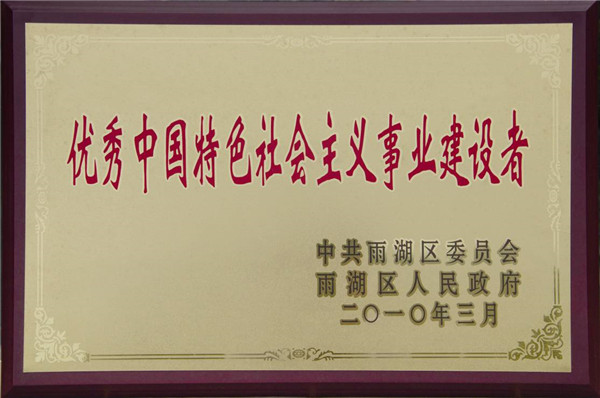 优秀中国特色社会主义事业建设者
中共雨湖区委员会
雨湖区人民政府
二〇一〇年三月